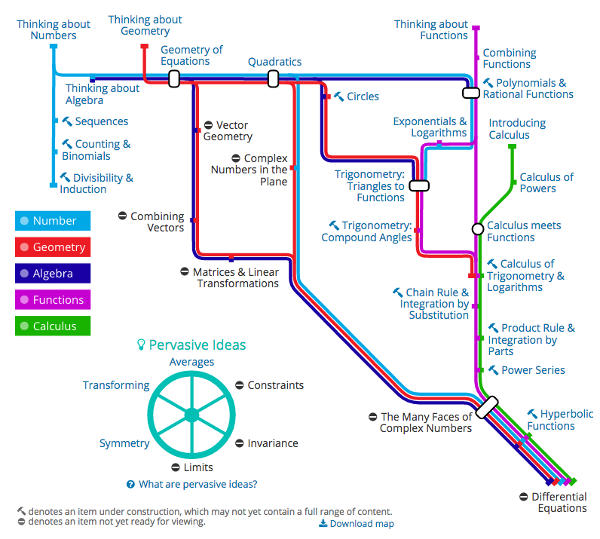 Thinking about
Numbers
Thinking about
Geometry
Thinking about
Functions
Geometry of
Equations
Quadratics
Combining
Functions
Thinking about
Algebra
Circles
Polynomials &
Rational Functions
Sequences
Vector
Geometry
Exponentials &
Logarithms
Introducing
Calculus
Counting &
Binomials
Complex
Numbers in the
Plane
Divisibility &
Induction
Trigonometry:
Triangles to
Functions
Calculus of
Powers
Number
Geometry
Algebra
Functions
Calculus
Combining
Vectors
Trigonometry:
Compound Angles
Calculus meets
Functions
Matrices & Linear
Transformations
Calculus of
Trigonometry &
Logarithms
Chain Rule &
Integration by
Substitution
Product Rule &
Integration by
Parts
Power Series
Pervasive Ideas
Averages
Transforming
Constraints
Symmetry
Invariance
Limits
What are pervasive ideas?
The Many Faces of
Complex Numbers
Hyperbolic
Functions
Differential
Equations
denotes an item under construction, which may not yet contain a full range of content.
denotes an item not yet ready for viewing.
Download map